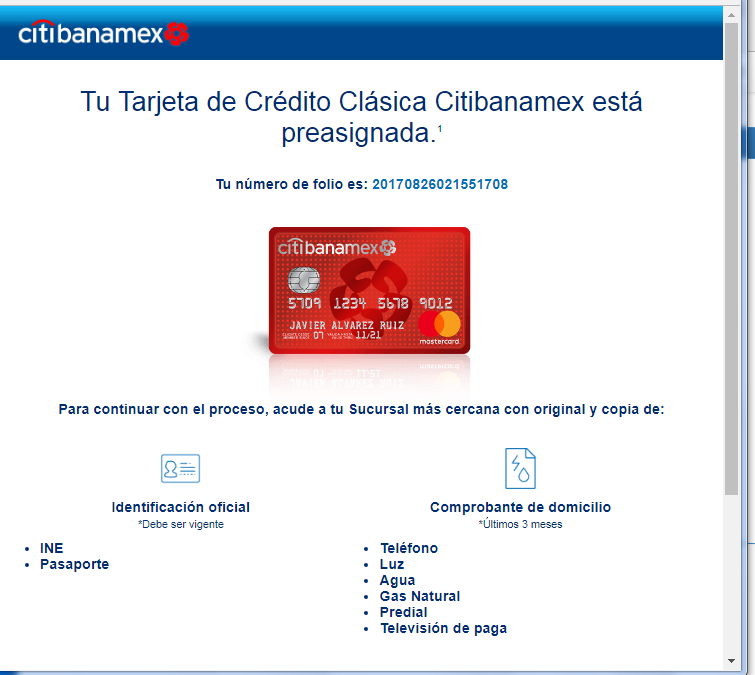 citibanamex
Tu Tarjeta de Crédito Clásica Citibanamex está
preasignada.¹
Tu número de folio es: 20170826021551708
citibanamex
5709 1234 5678 9012
JAVIER ALVAREZ RUIZ
07 11/21
mastercard
Para continuar con el proceso, acude a tu Sucursal más cercana con original y copia de:
Identificación oficial
*Debe ser vigente
• INE
• Pasaporte
Comprobante de domicilio
*Últimos 3 meses
• Teléfono
• Luz
• Agua
• Gas Natural
• Predial
• Televisión de paga